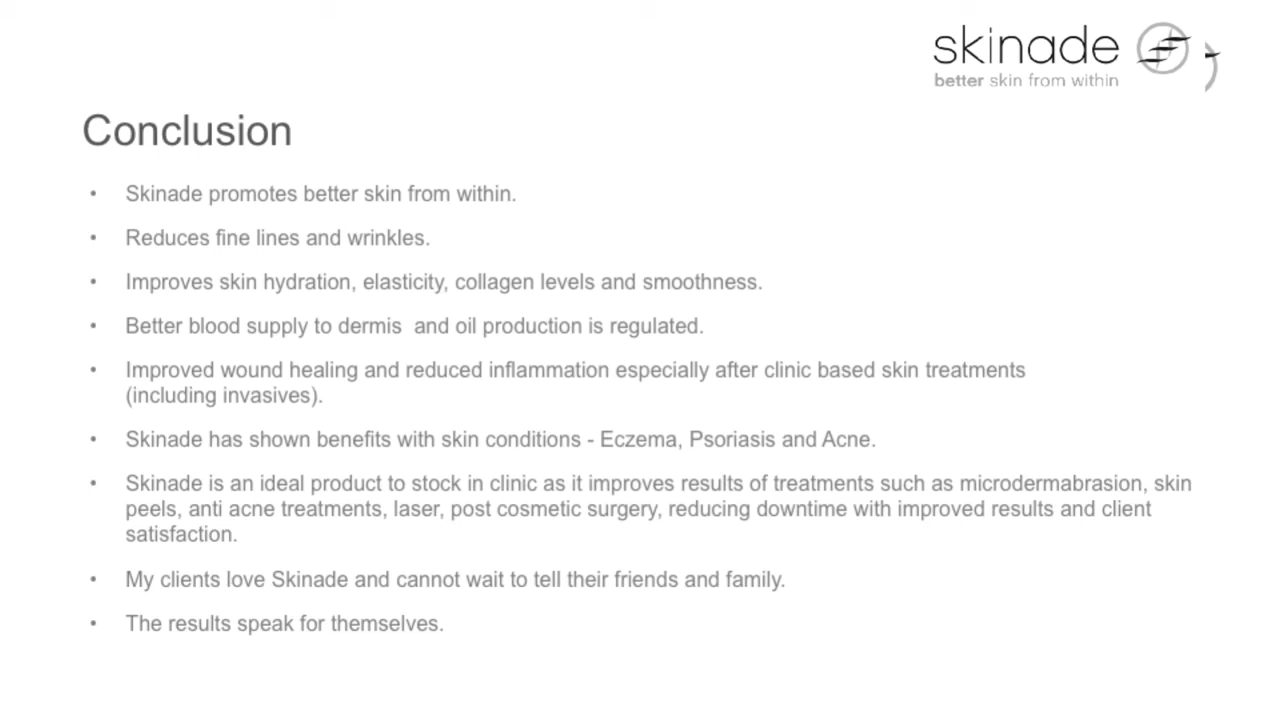 skinade
better skin from within
Conclusion
• Skinade promotes better skin from within.
• Reduces fine lines and wrinkles.
• Improves skin hydration, elasticity, collagen levels and smoothness.
• Better blood supply to dermis  and oil production is regulated.
• Improved wound healing and reduced inflammation especially after clinic based skin treatments
(including invasives).
• Skinade has shown benefits with skin conditions - Eczema, Psoriasis and Acne.
• Skinade is an ideal product to stock in clinic as it improves results of treatments such as microdermabrasion, skin
peels, anti acne treatments, laser, post cosmetic surgery, reducing downtime with improved results and client
satisfaction.
• My clients love Skinade and cannot wait to tell their friends and family.
• The results speak for themselves.